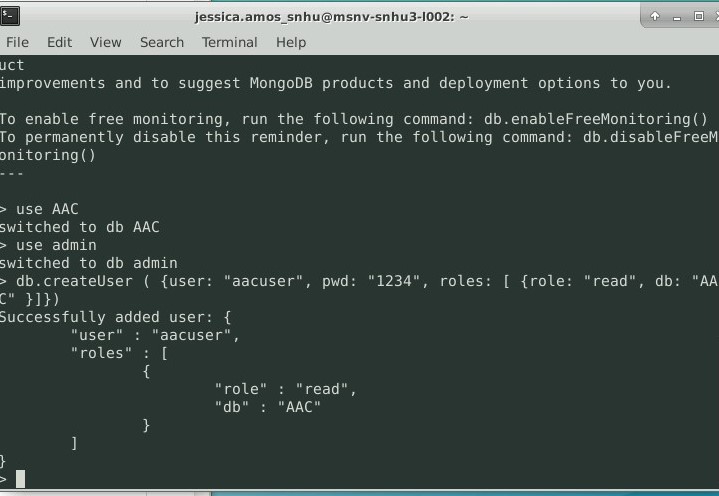 jessica.amos_snhu@msnv-snhu3-l002: ~
File Edit View Search Terminal Help
uct
improvements and to suggest MongoDB products and deployment options to you.
To enable free monitoring, run the following command: db.enableFreeMonitoring()
To permanently disable this reminder, run the following command: db.disableFreeM
onitoring()
---
> use AAC
switched to db AAC
> use admin
switched to db admin
> db.createUser ( {user: "aacuser", pwd: "1234", roles: [ {role: "read", db: "AA
C" }]})
Successfully added user: {
"user" : "aacuser",
"roles" : [
{
"role" : "read",
"db" : "AAC"
}
]
}
>